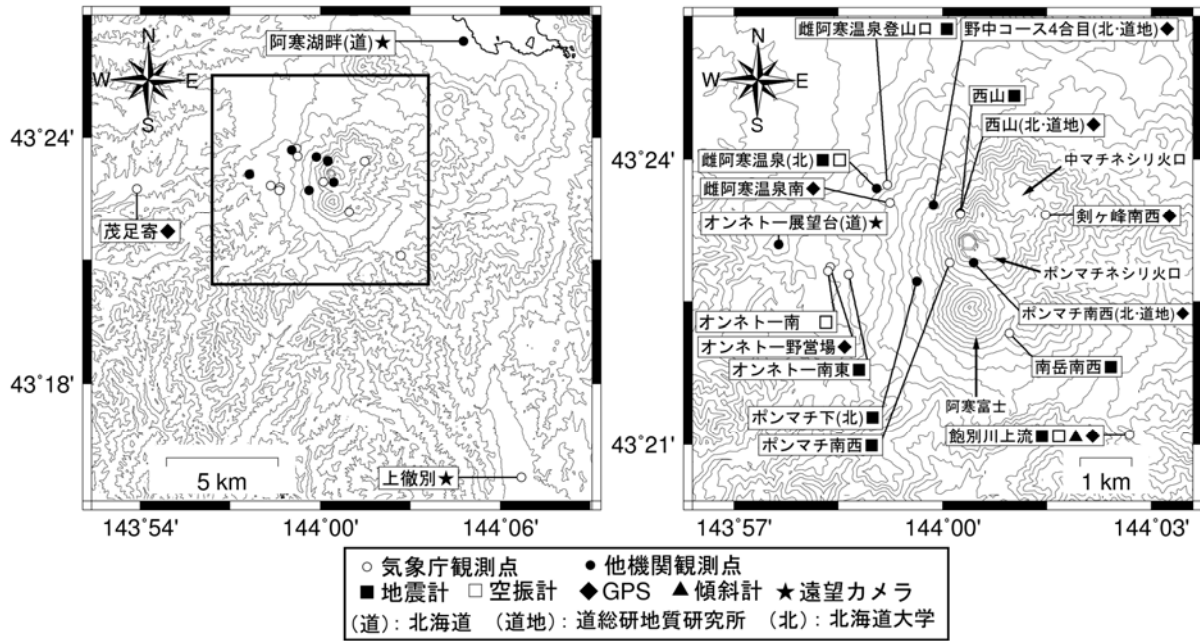 阿寒湖畔(道)★
N
W E
S
43˚24'
茂足寄◆
43˚18'
5 km
上徹別★
143˚54' 144˚00' 144˚06'
雌阿寒温泉登山口 ■
野中コース4合目(北・道地)◆
N
W E
S
西山■
西山(北・道地)◆
43˚24'
中マチネシリ火口
雌阿寒温泉(北)■□
雌阿寒温泉南◆
剣ヶ峰南西◆
オンネトー展望台(道)★
ポンマチネシリ火口
ポンマチ南西(北・道地)◆
オンネトー南 □
オンネトー野営場◆
オンネトー南東■
南岳南西■
阿寒富士
ポンマチ下(北)■
飽別川上流■□▲◆
43˚21'
ポンマチ南西■
1 km
143˚57' 144˚00' 144˚03'
○ 気象庁観測点 ● 他機関観測点
■地震計 □空振計 ◆GPS ▲傾斜計 ★遠望カメラ
(道)：北海道 (道地)：道総研地質研究所 (北)：北海道大学